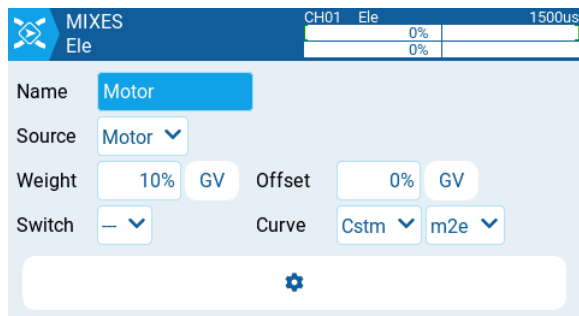 MIXES
Ele
CH01 Ele 1500us
0%
0%
Name Motor
Source Motor
Weight 10% GV Offset 0% GV
Switch --- Curve Cstm m2e